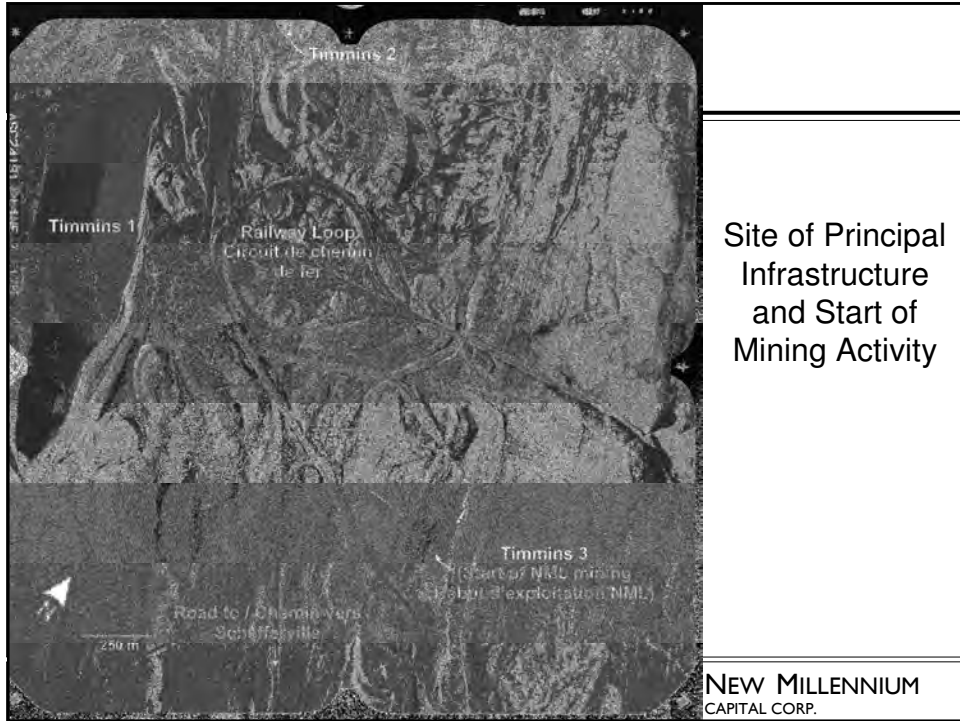 Timmins 2
Timmins 1
Railway Loop
Circuit de chemin
de fer
Timmins 3
(Start of NML mining
Début d'exploitation NML)
Road to / Chemin vers
Schefferville
250 m
Site of Principal
Infrastructure
and Start of
Mining Activity
NEW MILLENNIUM
CAPITAL CORP.